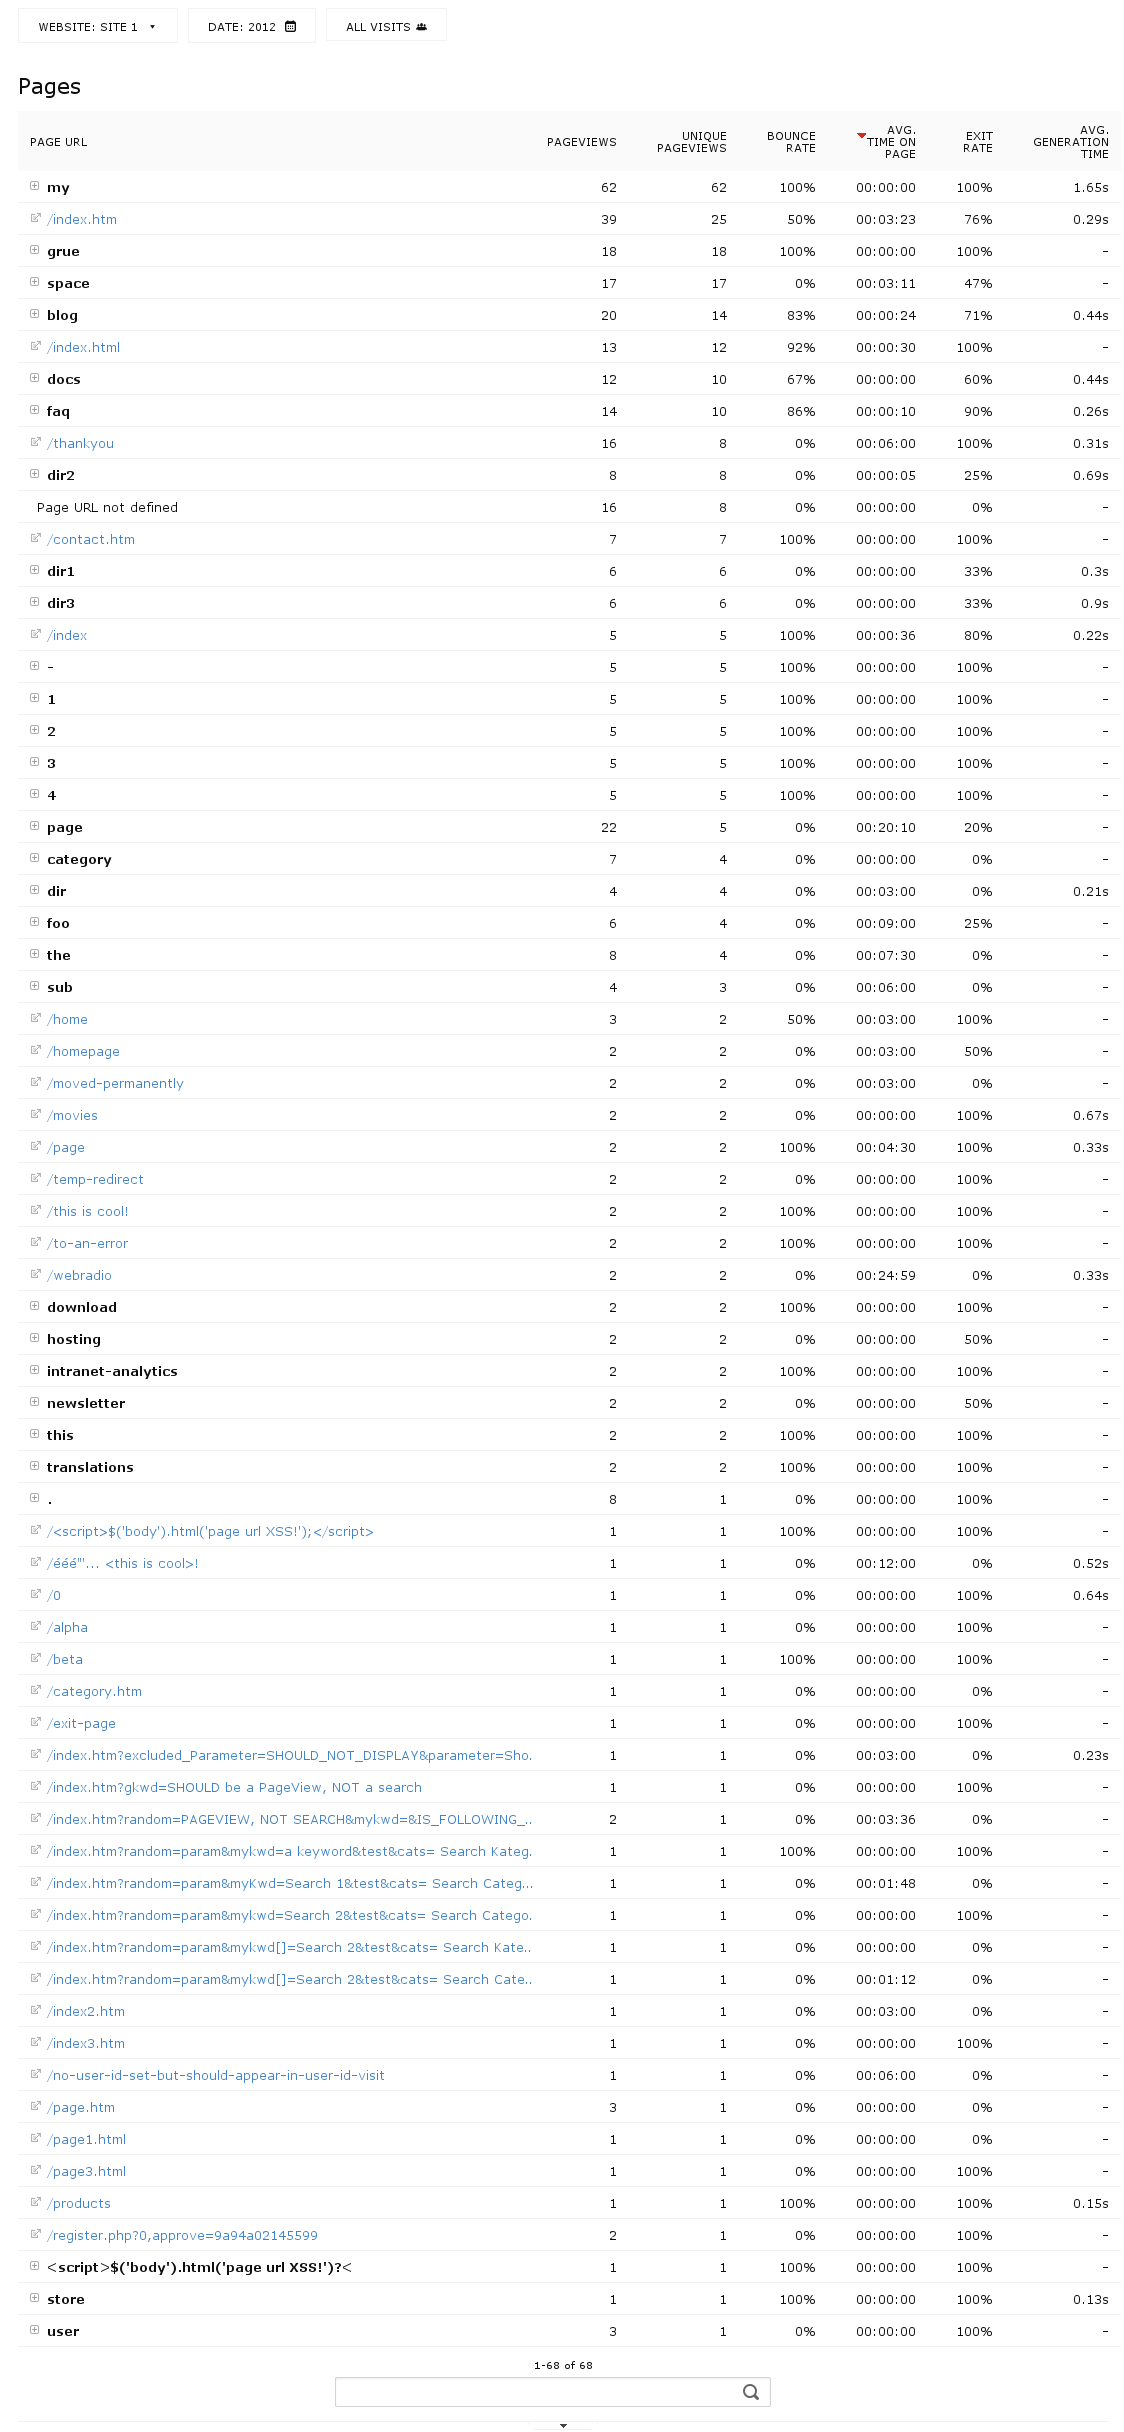 WEBSITE: SITE 1 DATE: 2012 ALL VISITS
Pages
PAGE URL PAGEVIEWS UNIQUE PAGEVIEWS BOUNCE RATE AVG. TIME ON PAGE EXIT RATE AVG. GENERATION TIME
my 62 62 100% 00:00:00 100% 1.65s
/index.htm 39 25 50% 00:03:23 76% 0.29s
grue 18 18 100% 00:00:00 100% -
space 17 17 0% 00:03:11 47% -
blog 20 14 83% 00:00:24 71% 0.44s
/index.html 13 12 92% 00:00:30 100% -
docs 12 10 67% 00:00:00 60% 0.44s
faq 14 10 86% 00:00:10 90% 0.26s
/thankyou 16 8 0% 00:06:00 100% 0.31s
dir2 8 8 0% 00:00:05 25% 0.69s
Page URL not defined 16 8 0% 00:00:00 0% -
/contact.htm 7 7 100% 00:00:00 100% -
dir1 6 6 0% 00:00:00 33% 0.3s
dir3 6 6 0% 00:00:00 33% 0.9s
/index 5 5 100% 00:00:36 80% 0.22s
- 5 5 100% 00:00:00 100% -
1 5 5 100% 00:00:00 100% -
2 5 5 100% 00:00:00 100% -
3 5 5 100% 00:00:00 100% -
4 5 5 100% 00:00:00 100% -
page 22 5 0% 00:20:10 20% -
category 7 4 0% 00:00:00 0% -
dir 4 4 0% 00:03:00 0% 0.21s
foo 6 4 0% 00:09:00 25% -
the 8 4 0% 00:07:30 0% -
sub 4 3 0% 00:06:00 0% -
/home 3 2 50% 00:03:00 100% -
/homepage 2 2 0% 00:03:00 50% -
/moved-permanently 2 2 0% 00:03:00 0% -
/movies 2 2 0% 00:00:00 100% 0.67s
/page 2 2 100% 00:04:30 100% 0.33s
/temp-redirect 2 2 0% 00:00:00 100% -
/this is cool! 2 2 100% 00:00:00 100% -
/to-an-error 2 2 100% 00:00:00 100% -
/webradio 2 2 0% 00:24:59 0% 0.33s
download 2 2 100% 00:00:00 100% -
hosting 2 2 0% 00:00:00 50% -
intranet-analytics 2 2 100% 00:00:00 100% -
newsletter 2 2 0% 00:00:00 50% -
this 2 2 100% 00:00:00 100% -
translations 2 2 100% 00:00:00 100% -
. 8 1 0% 00:00:00 100% -
/<script>$('body').html('page url XSS!');</script> 1 1 100% 00:00:00 100% -
/ééé"'... <this is cool>! 1 1 0% 00:12:00 0% 0.52s
/0 1 1 0% 00:00:00 100% 0.64s
/alpha 1 1 0% 00:00:00 100% -
/beta 1 1 100% 00:00:00 100% -
/category.htm 1 1 0% 00:00:00 0% -
/exit-page 1 1 0% 00:00:00 100% -
/index.htm?excluded_Parameter=SHOULD_NOT_DISPLAY&parameter=Sho. 1 1 0% 00:03:00 0% 0.23s
/index.htm?gkwd=SHOULD be a PageView, NOT a search 1 1 0% 00:00:00 100% -
/index.htm?random=PAGEVIEW, NOT SEARCH&mykwd=&IS_FOLLOWING_.. 2 1 0% 00:03:36 0% -
/index.htm?random=param&mykwd=a keyword&test&cats= Search Kateg. 1 1 100% 00:00:00 100% -
/index.htm?random=param&myKwd=Search 1&test&cats= Search Categ... 1 1 0% 00:01:48 0% -
/index.htm?random=param&mykwd=Search 2&test&cats= Search Catego. 1 1 0% 00:00:00 100% -
/index.htm?random=param&mykwd[]=Search 2&test&cats= Search Kate.. 1 1 0% 00:00:00 0% -
/index.htm?random=param&mykwd[]=Search 2&test&cats= Search Cate.. 1 1 0% 00:01:12 0% -
/index2.htm 1 1 0% 00:03:00 0% -
/index3.htm 1 1 0% 00:00:00 100% -
/no-user-id-set-but-should-appear-in-user-id-visit 1 1 0% 00:06:00 0% -
/page.htm 3 1 0% 00:00:00 0% -
/page1.html 1 1 0% 00:00:00 0% -
/page3.html 1 1 0% 00:00:00 100% -
/products 1 1 100% 00:00:00 100% 0.15s
/register.php?0,approve=9a94a02145599 2 1 0% 00:00:00 100% -
<script>$('body').html('page url XSS!')?< 1 1 100% 00:00:00 100% -
store 1 1 100% 00:00:00 100% 0.13s
user 3 1 0% 00:00:00 100% -
1-68 of 68